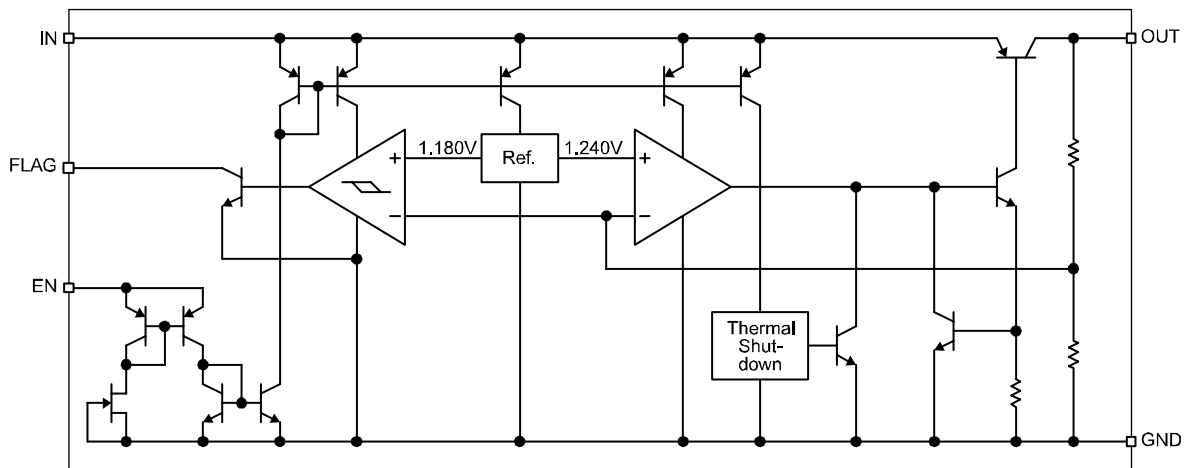 IN
OUT
FLAG
+
1.180V
Ref.
1.240V
+
−
−
EN
Thermal
Shut-
down
GND